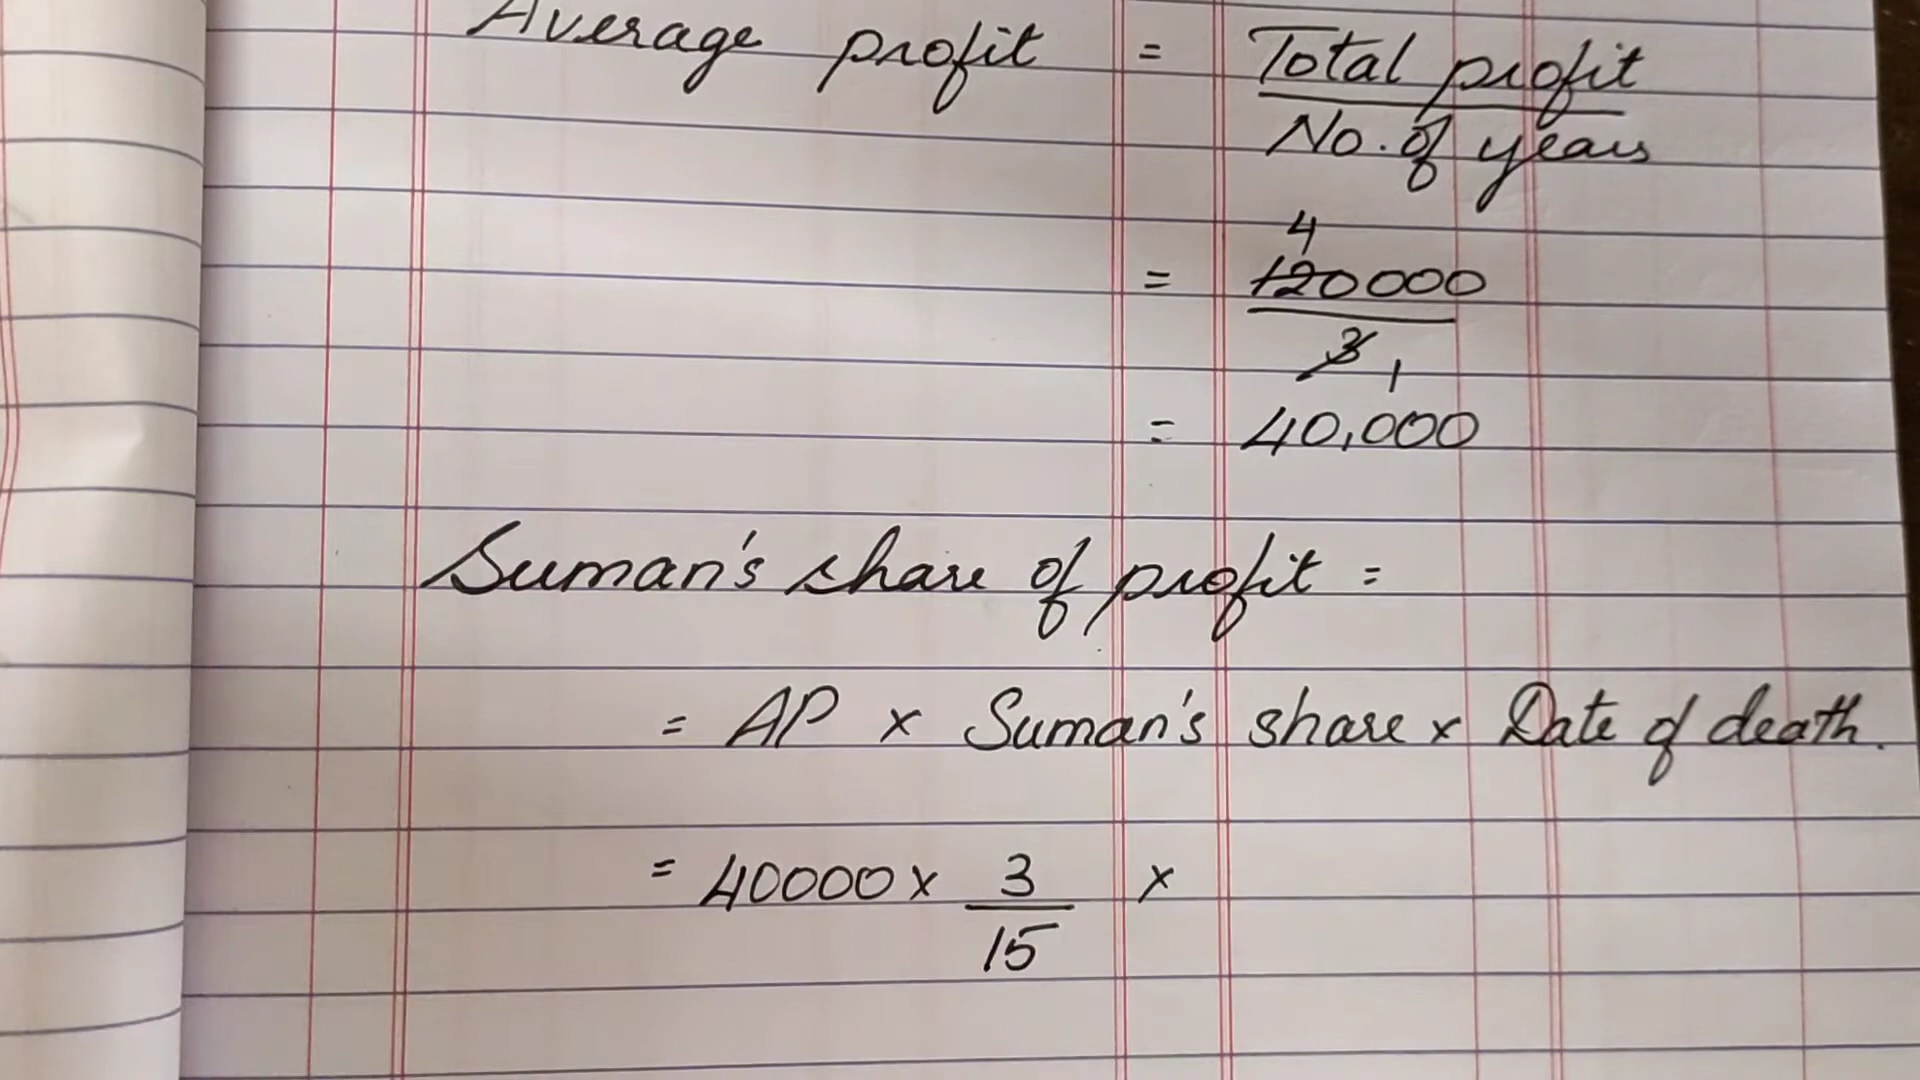 Average profit = Total profit
No. of years
4
= 120000
3 1
= 40,000
Suman's share of profit =
= AP x Suman's share x Date of death.
= 40000 x 3 x
15